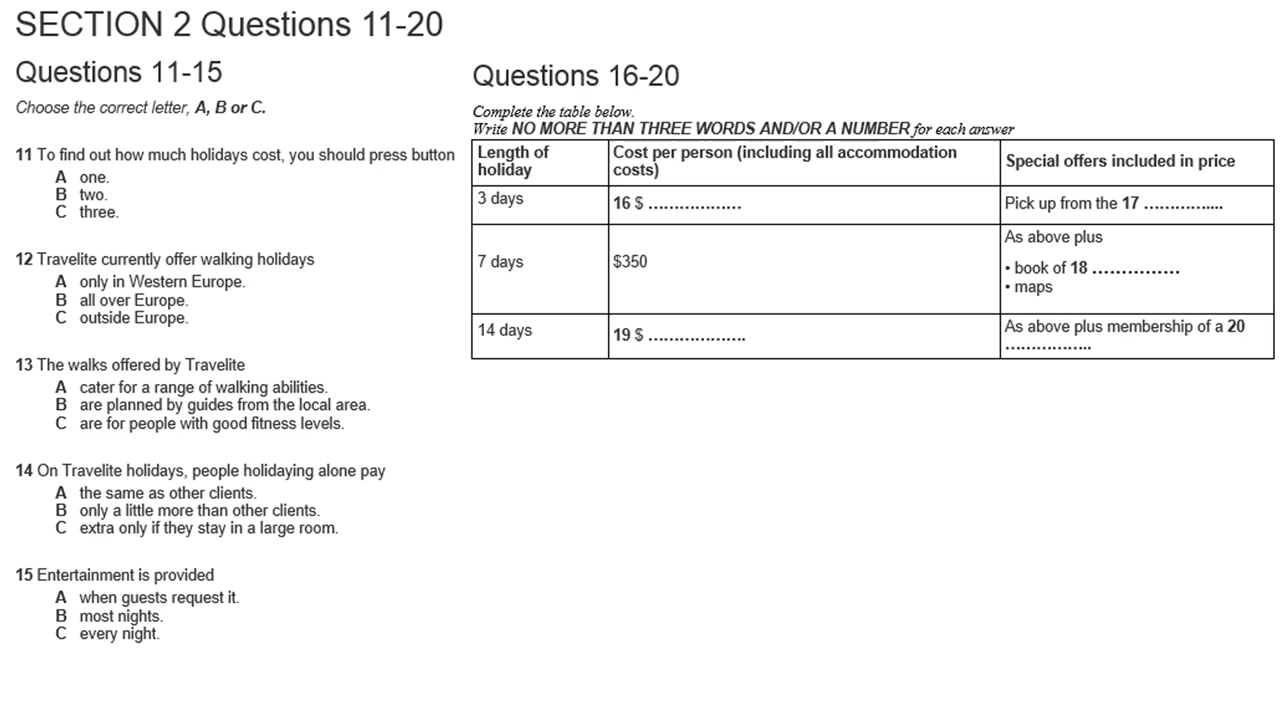 SECTION 2 Questions 11-20
Questions 11-15
Choose the correct letter, A, B or C.
11 To find out how much holidays cost, you should press button
A one.
B two.
C three.
12 Travelite currently offer walking holidays
A only in Western Europe.
B all over Europe.
C outside Europe.
13 The walks offered by Travelite
A cater for a range of walking abilities.
B are planned by guides from the local area.
C are for people with good fitness levels.
14 On Travelite holidays, people holidaying alone pay
A the same as other clients.
B only a little more than other clients.
C extra only if they stay in a large room.
15 Entertainment is provided
A when guests request it.
B most nights.
C every night.
Questions 16-20
Complete the table below.
Write NO MORE THAN THREE WORDS AND/OR A NUMBER for each answer
Length of
holiday
Cost per person (including all accommodation
costs)
Special offers included in price
3 days
16 $ ………………
Pick up from the 17 …………....
7 days
$350
As above plus
• book of 18 ……………
• maps
14 days
19 $ ……………….
As above plus membership of a 20
……………..